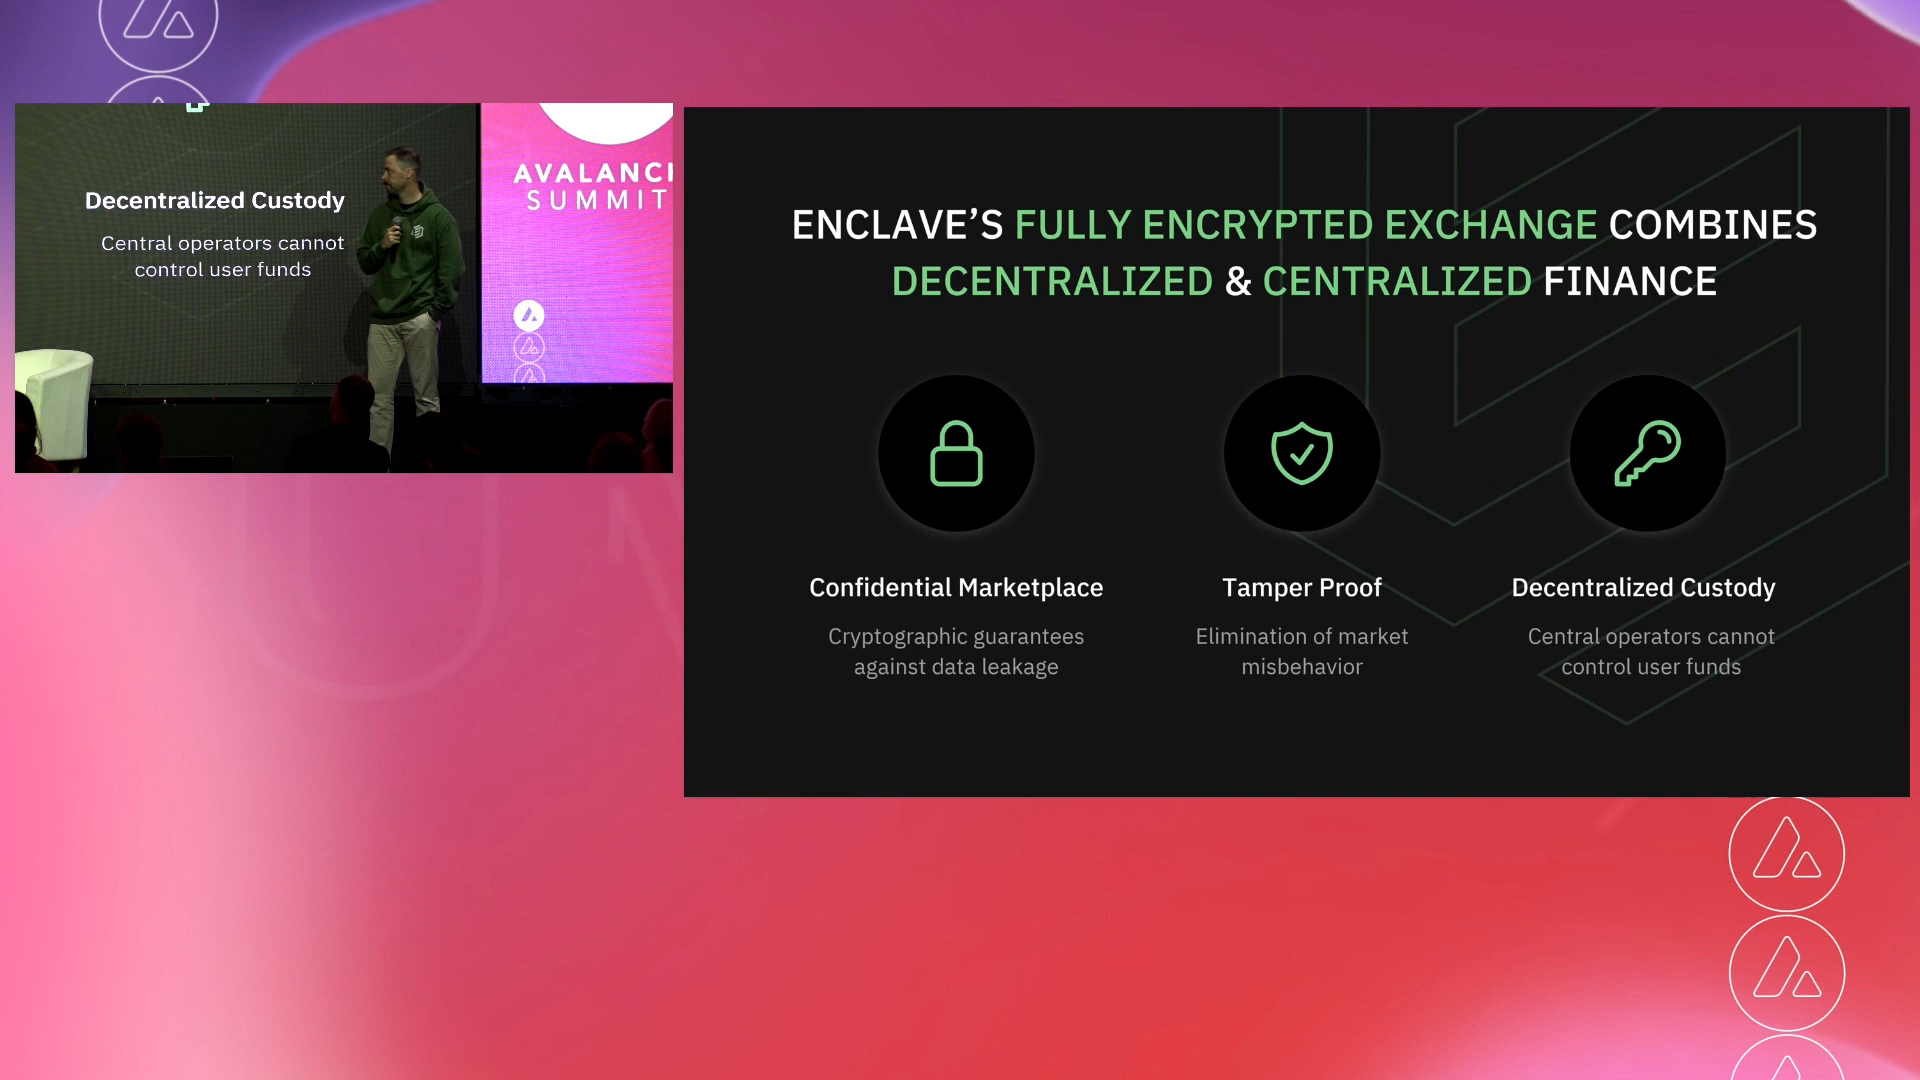 Decentralized Custody
Central operators cannot
control user funds
AVALANCH
SUMMIT
ENCLAVE’S FULLY ENCRYPTED EXCHANGE COMBINES
DECENTRALIZED & CENTRALIZED FINANCE
Confidential Marketplace
Cryptographic guarantees
against data leakage
Tamper Proof
Elimination of market
misbehavior
Decentralized Custody
Central operators cannot
control user funds